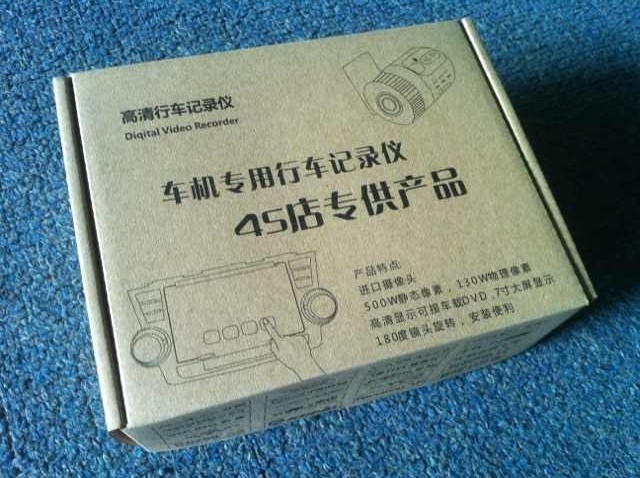 高清行车记录仪
Diqital Video Recorder
车机专用行车记录仪
4S店专供产品
产品特点:
进口摄像头
500W静态像素，130W物理像素
高清显示可接车载DVD，7寸大屏显示
180度镜头旋转，安装便利